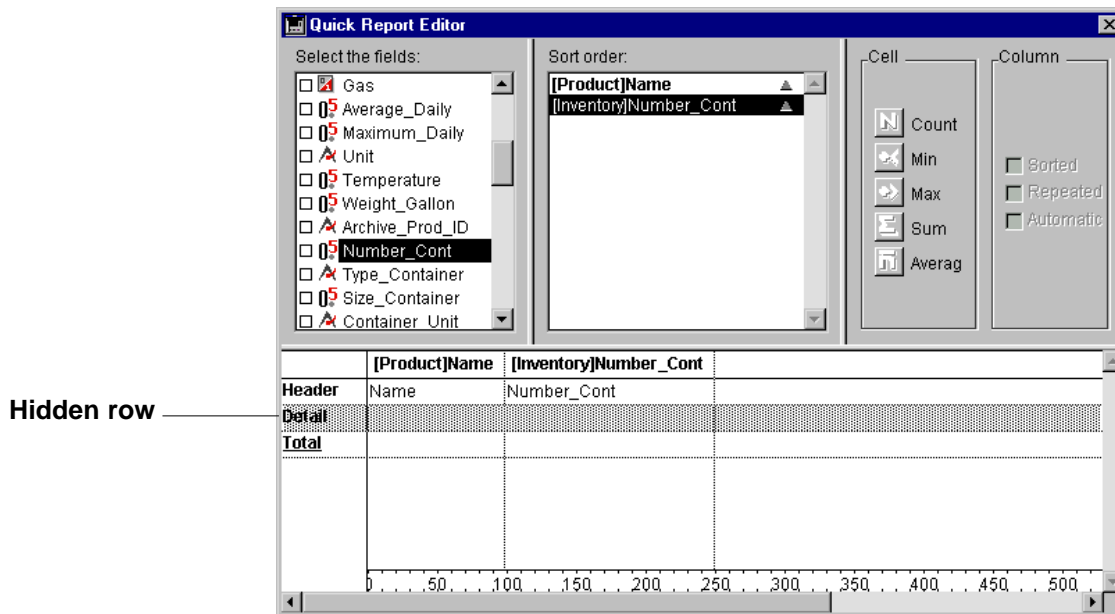 Quick Report Editor
Select the fields:
Gas
Average_Daily
Maximum_Daily
Unit
Temperature
Weight_Gallon
Archive_Prod_ID
Number_Cont
Type_Container
Size_Container
Container_Unit
Sort order:
[Product]Name
[Inventory]Number_Cont
Cell
Count
Min
Max
Sum
Averag
Column
Sorted
Repeated
Automatic
[Product]Name [Inventory]Number_Cont
Header Name Number_Cont
Hidden row
Detail
Total
0 50 100 150 200 250 300 350 400 450 500